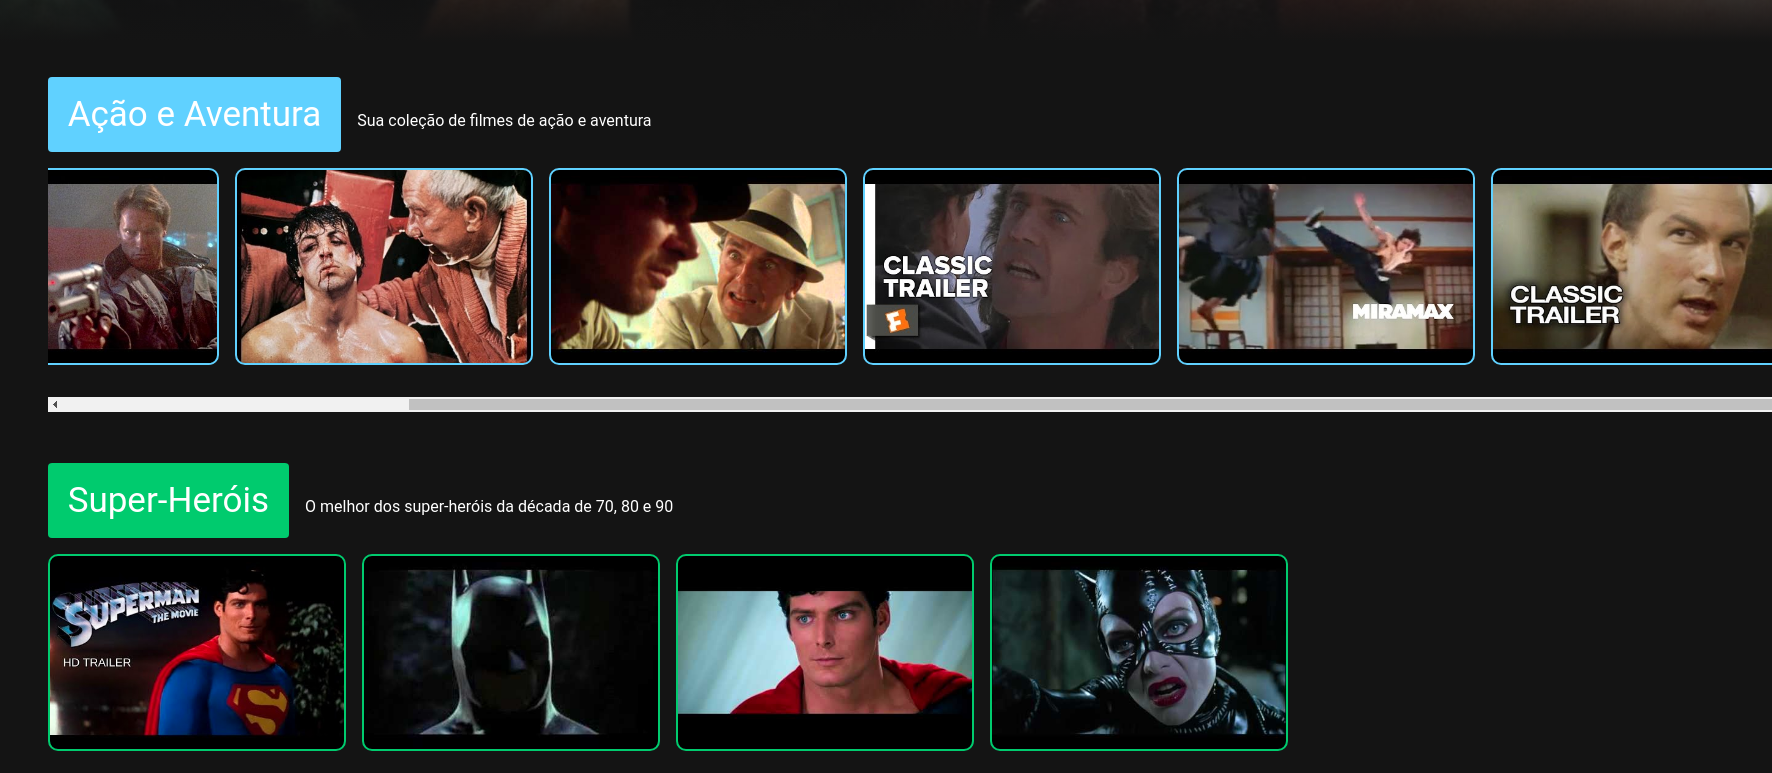 Ação e Aventura
Sua coleção de filmes de ação e aventura
CLASSIC
TRAILER
F
MIRAMAX
CLASSIC
TRAILER
Super-Heróis
O melhor dos super-heróis da década de 70, 80 e 90
SUPERMAN
THE MOVIE
HD TRAILER